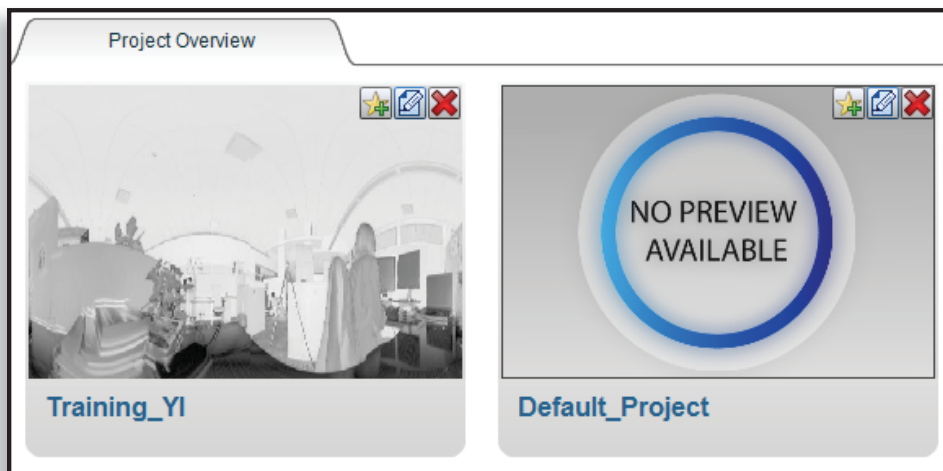 Project Overview
NO PREVIEW
AVAILABLE
Training_YI
Default_Project